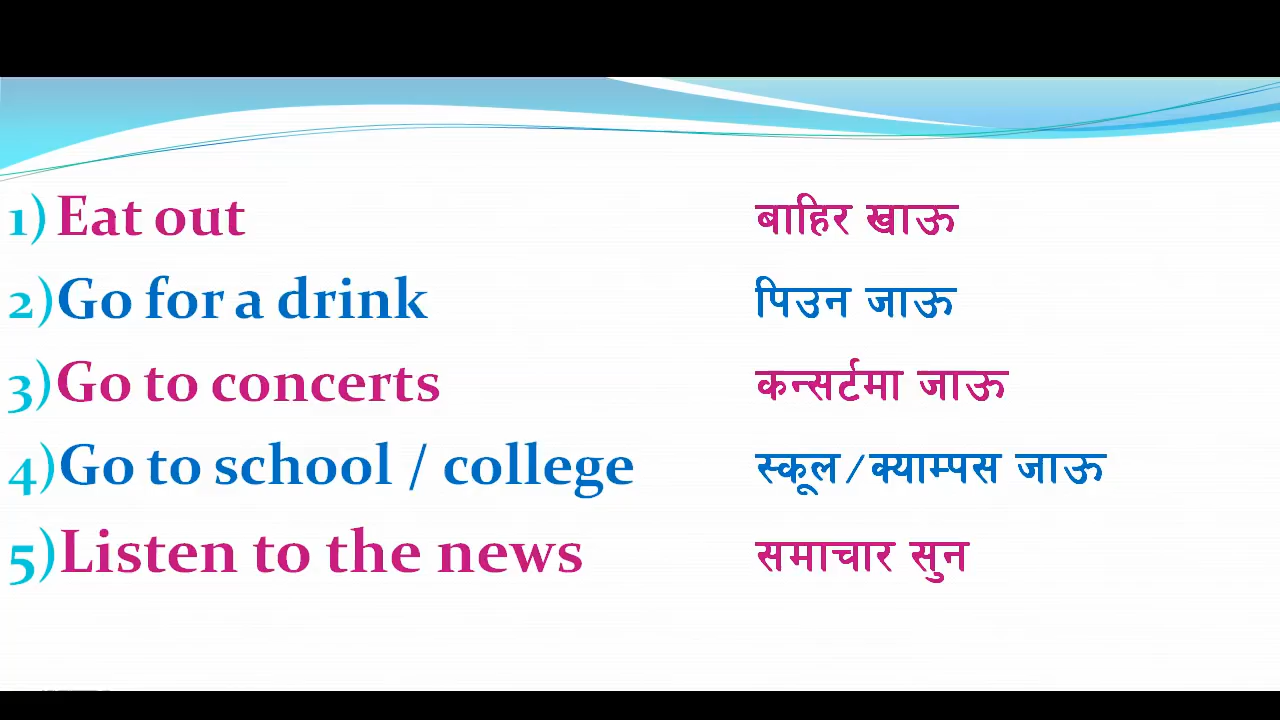 1) Eat out बाहिर खाऊ
2) Go for a drink पिउन जाऊ
3) Go to concerts कन्सर्टमा जाऊ
4) Go to school / college स्कूल/क्याम्पस जाऊ
5) Listen to the news समाचार सुन